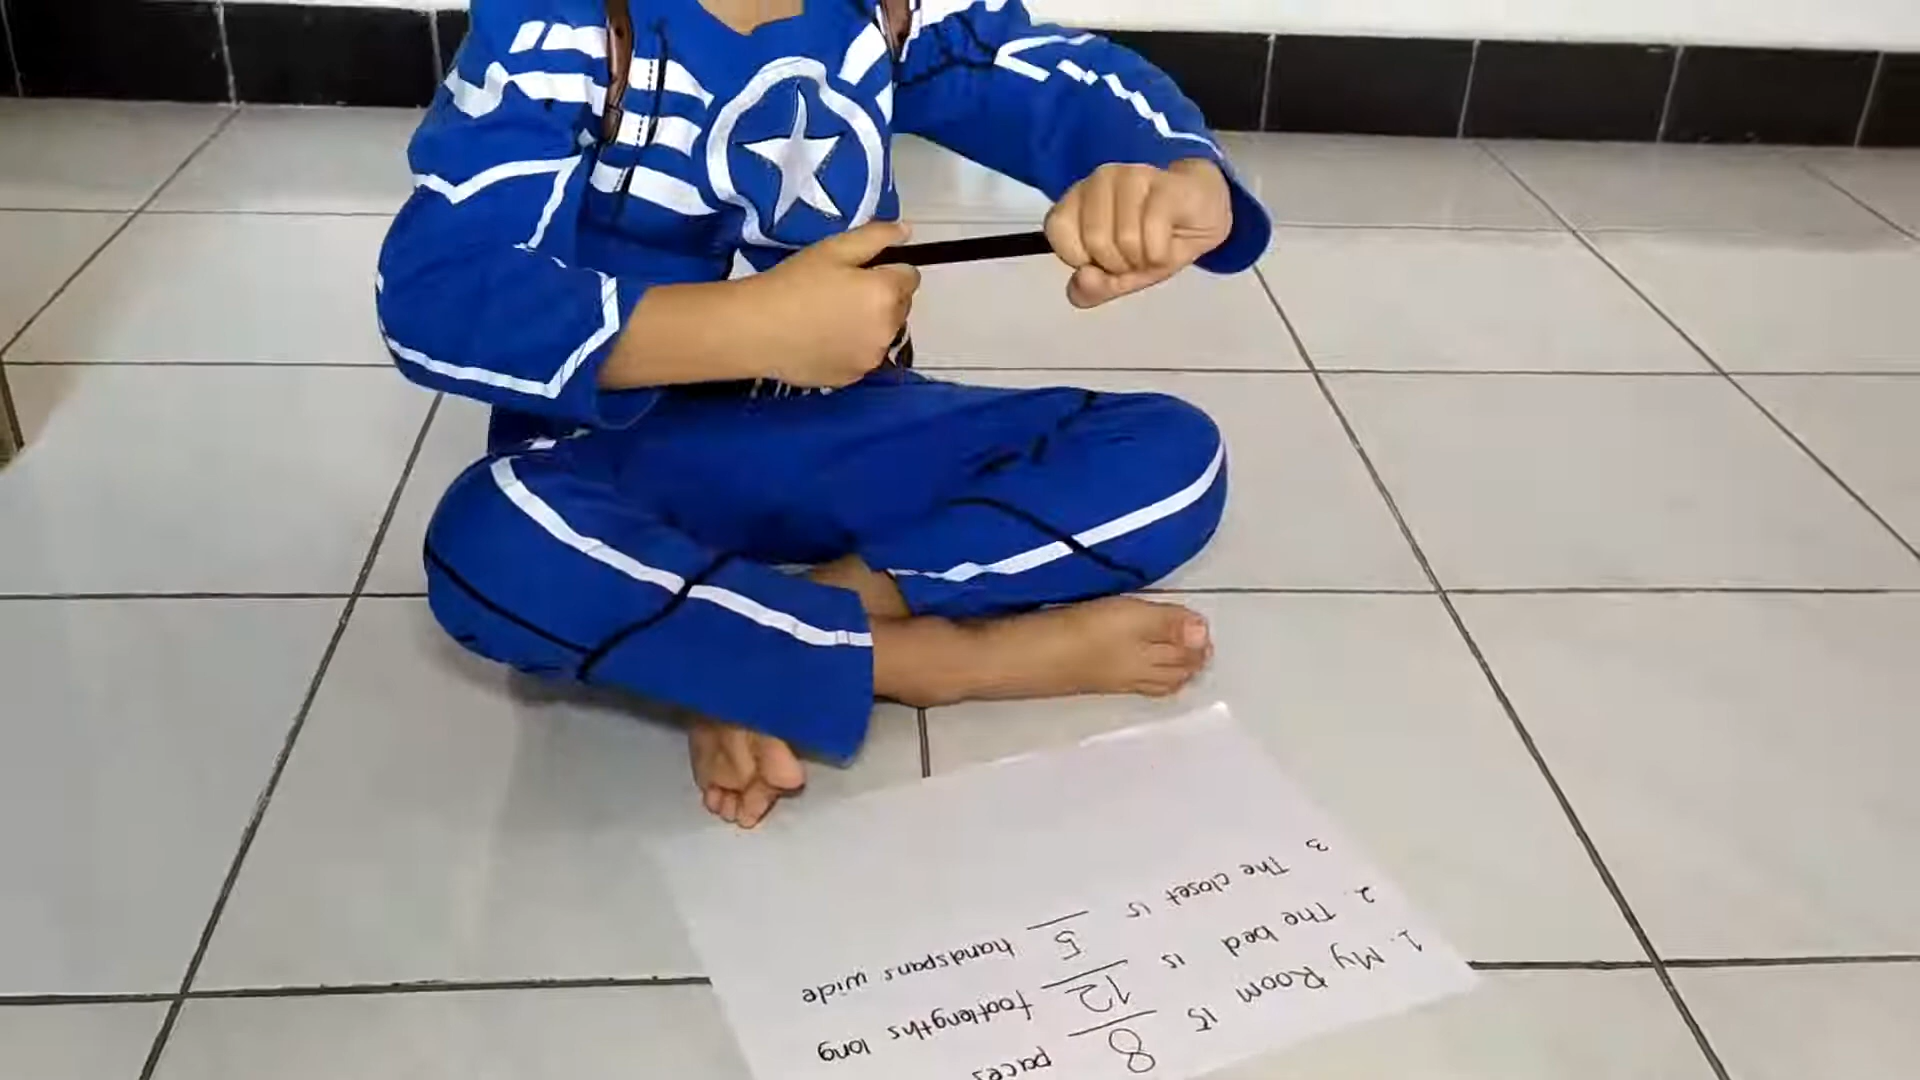 1. My Room is 8 paces
2. The bed is 12 footlengths long
3 The closet is 5 handspans wide